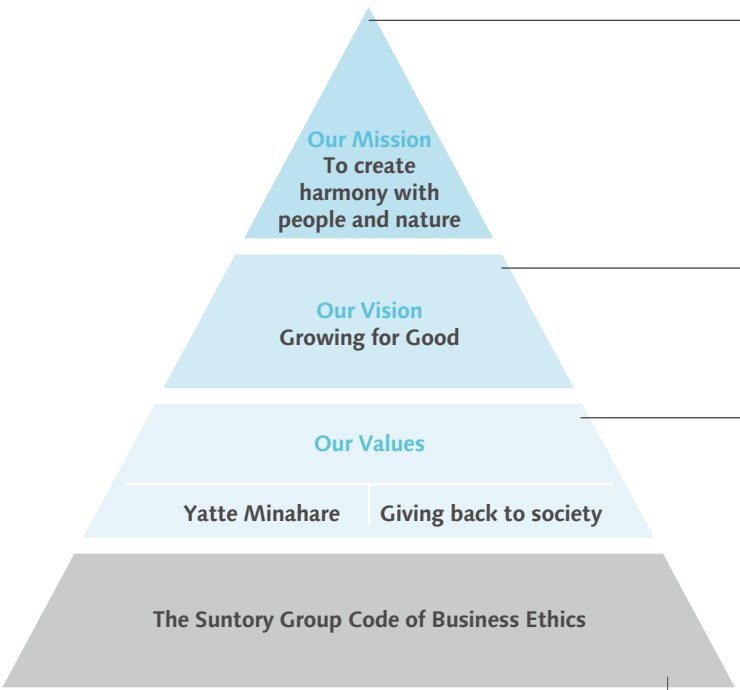 Our Mission
To create
harmony with
people and nature
Our Vision
Growing for Good
Our Values
Yatte Minahare
Giving back to society
The Suntory Group Code of Business Ethics